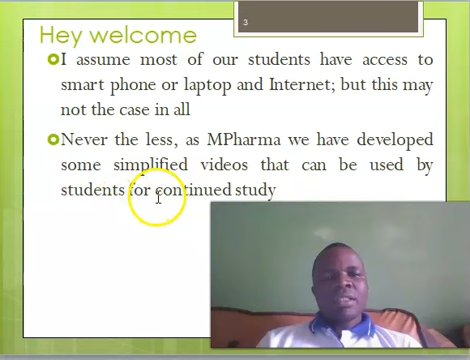 3
Hey welcome
I assume most of our students have access to
smart phone or laptop and Internet; but this may
not the case in all
Never the less, as MPharma we have developed
some simplified videos that can be used by
students for continued study